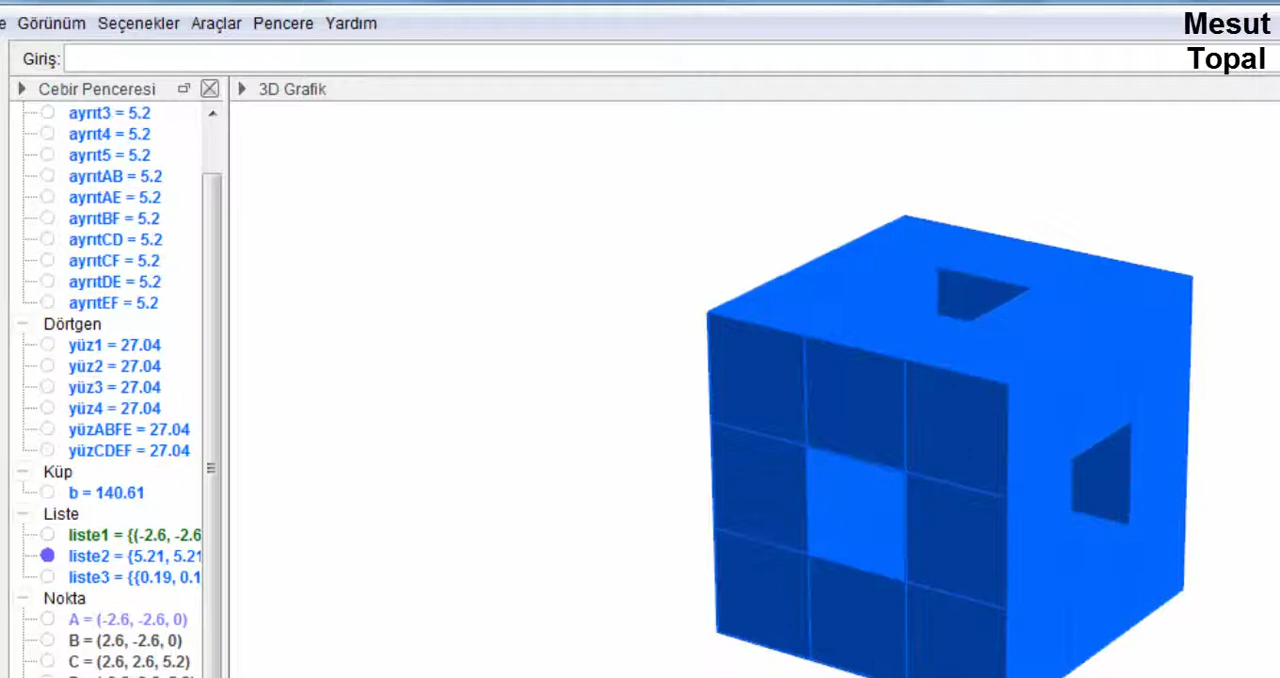 e Görünüm Seçenekler Araçlar Pencere Yardım
Mesut
Topal
Giriş:
Cebir Penceresi
3D Grafik
ayrıt3 = 5.2
ayrıt4 = 5.2
ayrıt5 = 5.2
ayrıtAB = 5.2
ayrıtAE = 5.2
ayrıtBF = 5.2
ayrıtCD = 5.2
ayrıtCF = 5.2
ayrıtDE = 5.2
ayrıtEF = 5.2
Dörtgen
yüz1 = 27.04
yüz2 = 27.04
yüz3 = 27.04
yüz4 = 27.04
yüzABFE = 27.04
yüzCDEF = 27.04
Küp
b = 140.61
Liste
liste1 = {(-2.6, -2.6
liste2 = {5.21, 5.21
liste3 = {{0.19, 0.1
Nokta
A = (-2.6, -2.6, 0)
B = (2.6, -2.6, 0)
C = (2.6, 2.6, 5.2)